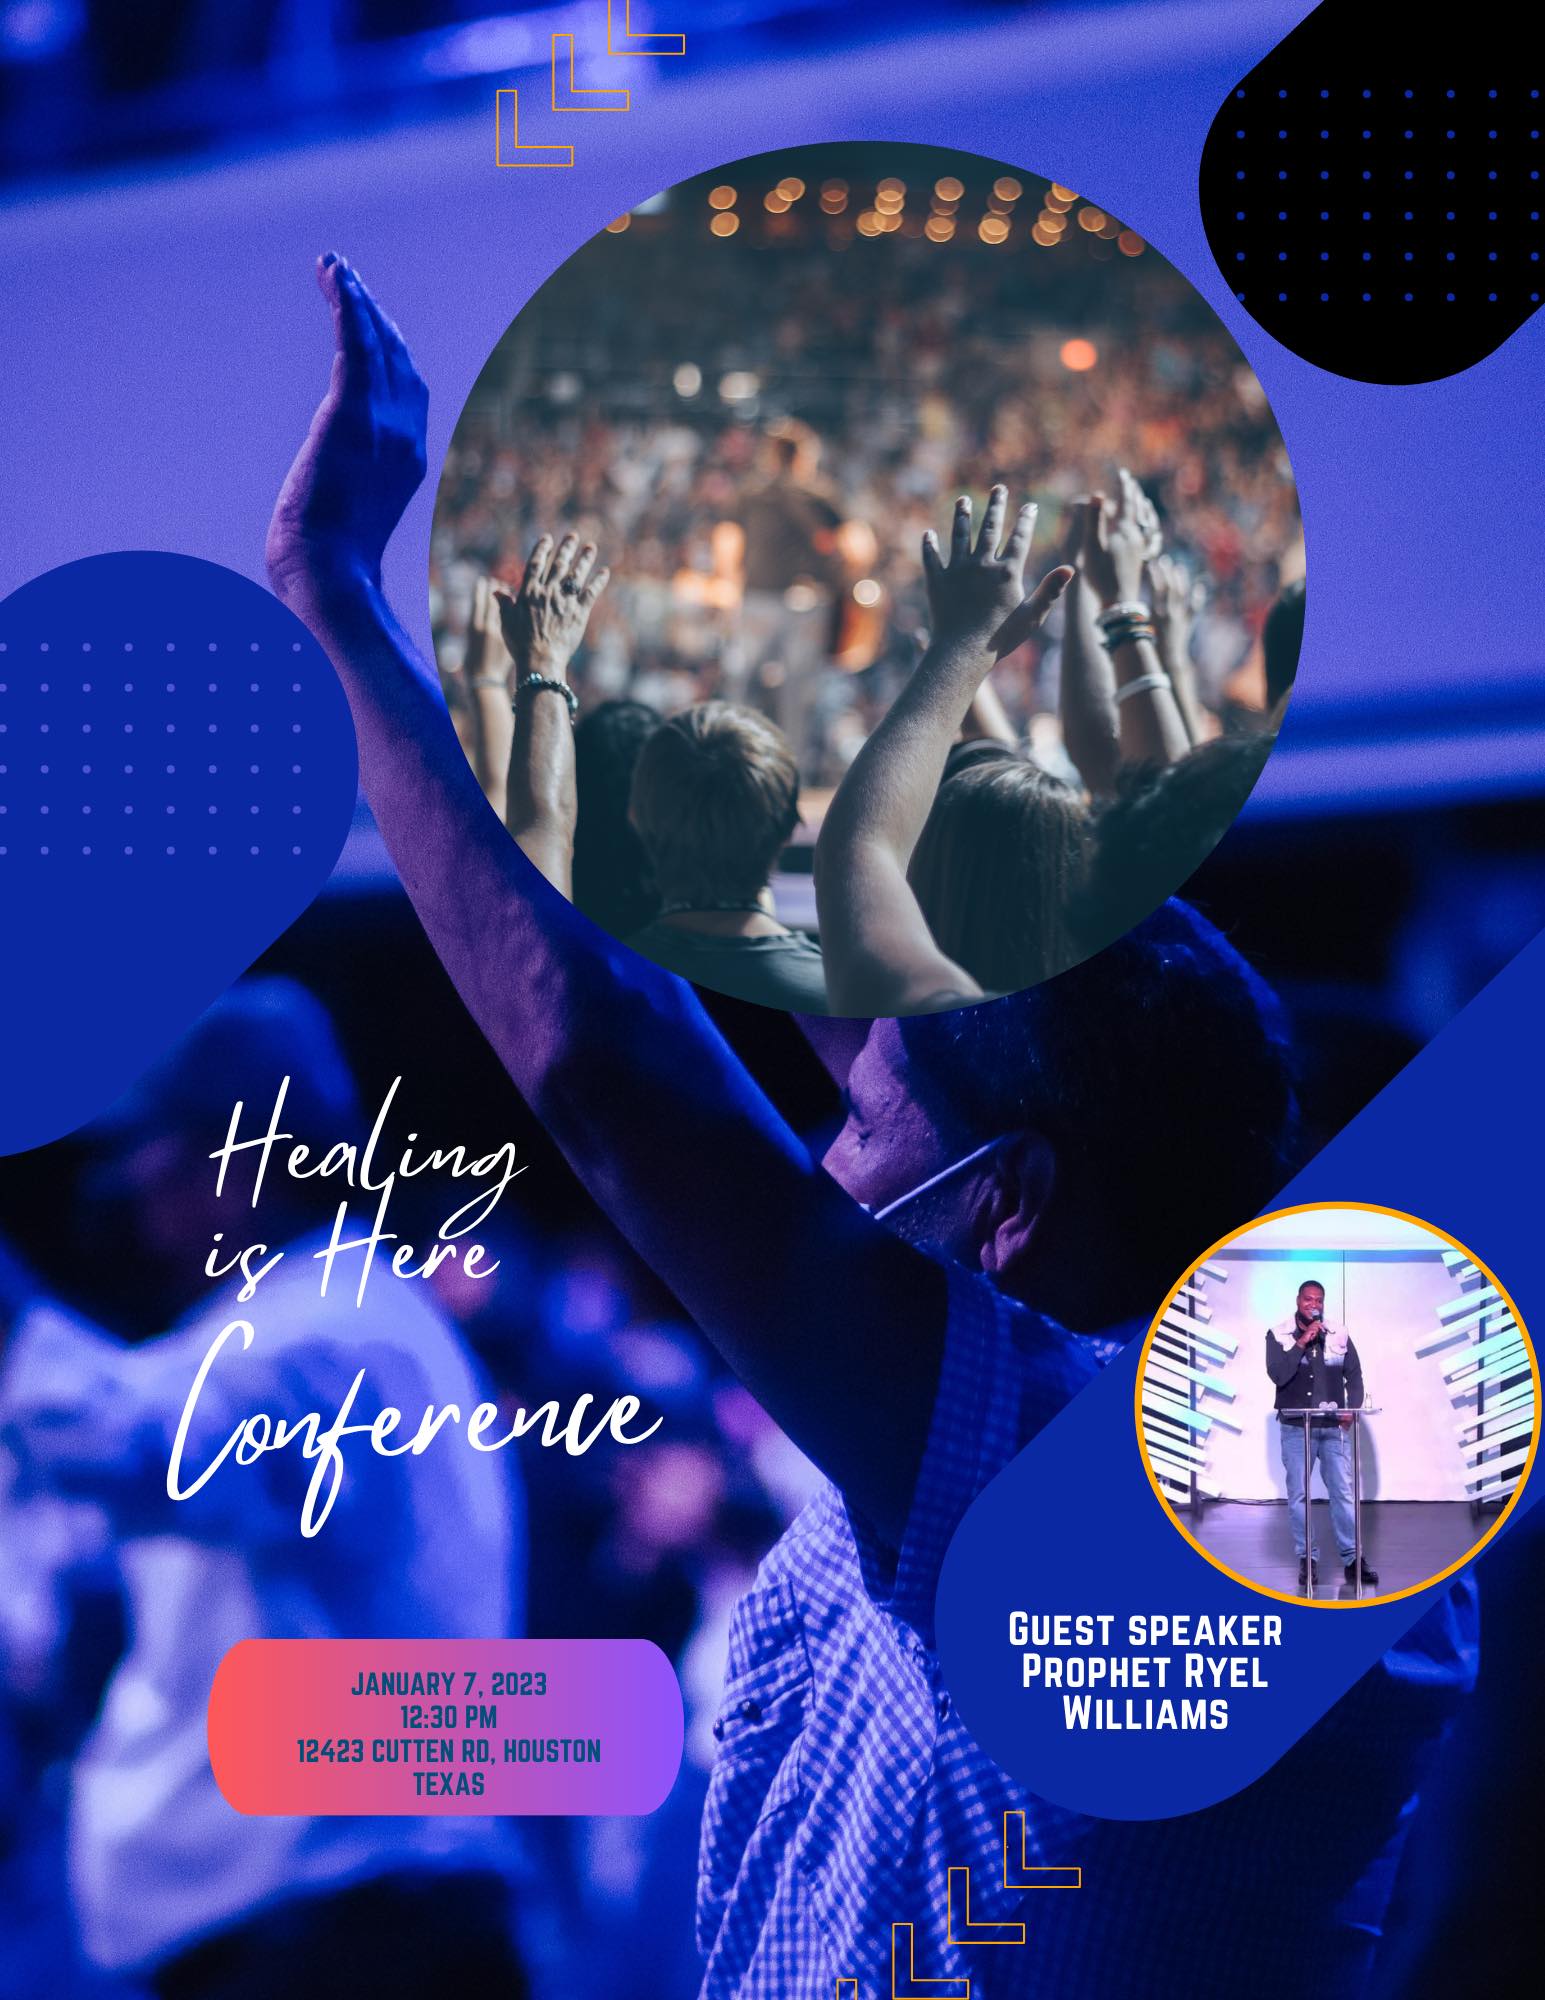 Healing
is Here
Conference
Guest speaker
Prophet Ryel
Williams
January 7, 2023
12:30 PM
12423 Cutten Rd, Houston
Texas